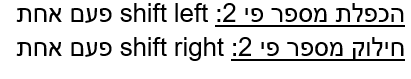 הכפלת מספר פי 2: shift left פעם אחת
חילוק מספר פי 2: shift right פעם אחת